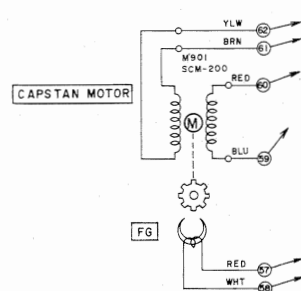 YLW 62
BRN 61
M901
SCM-200
RED 60
CAPSTAN MOTOR
M
BLU 59
FG
RED 57
WHT 58